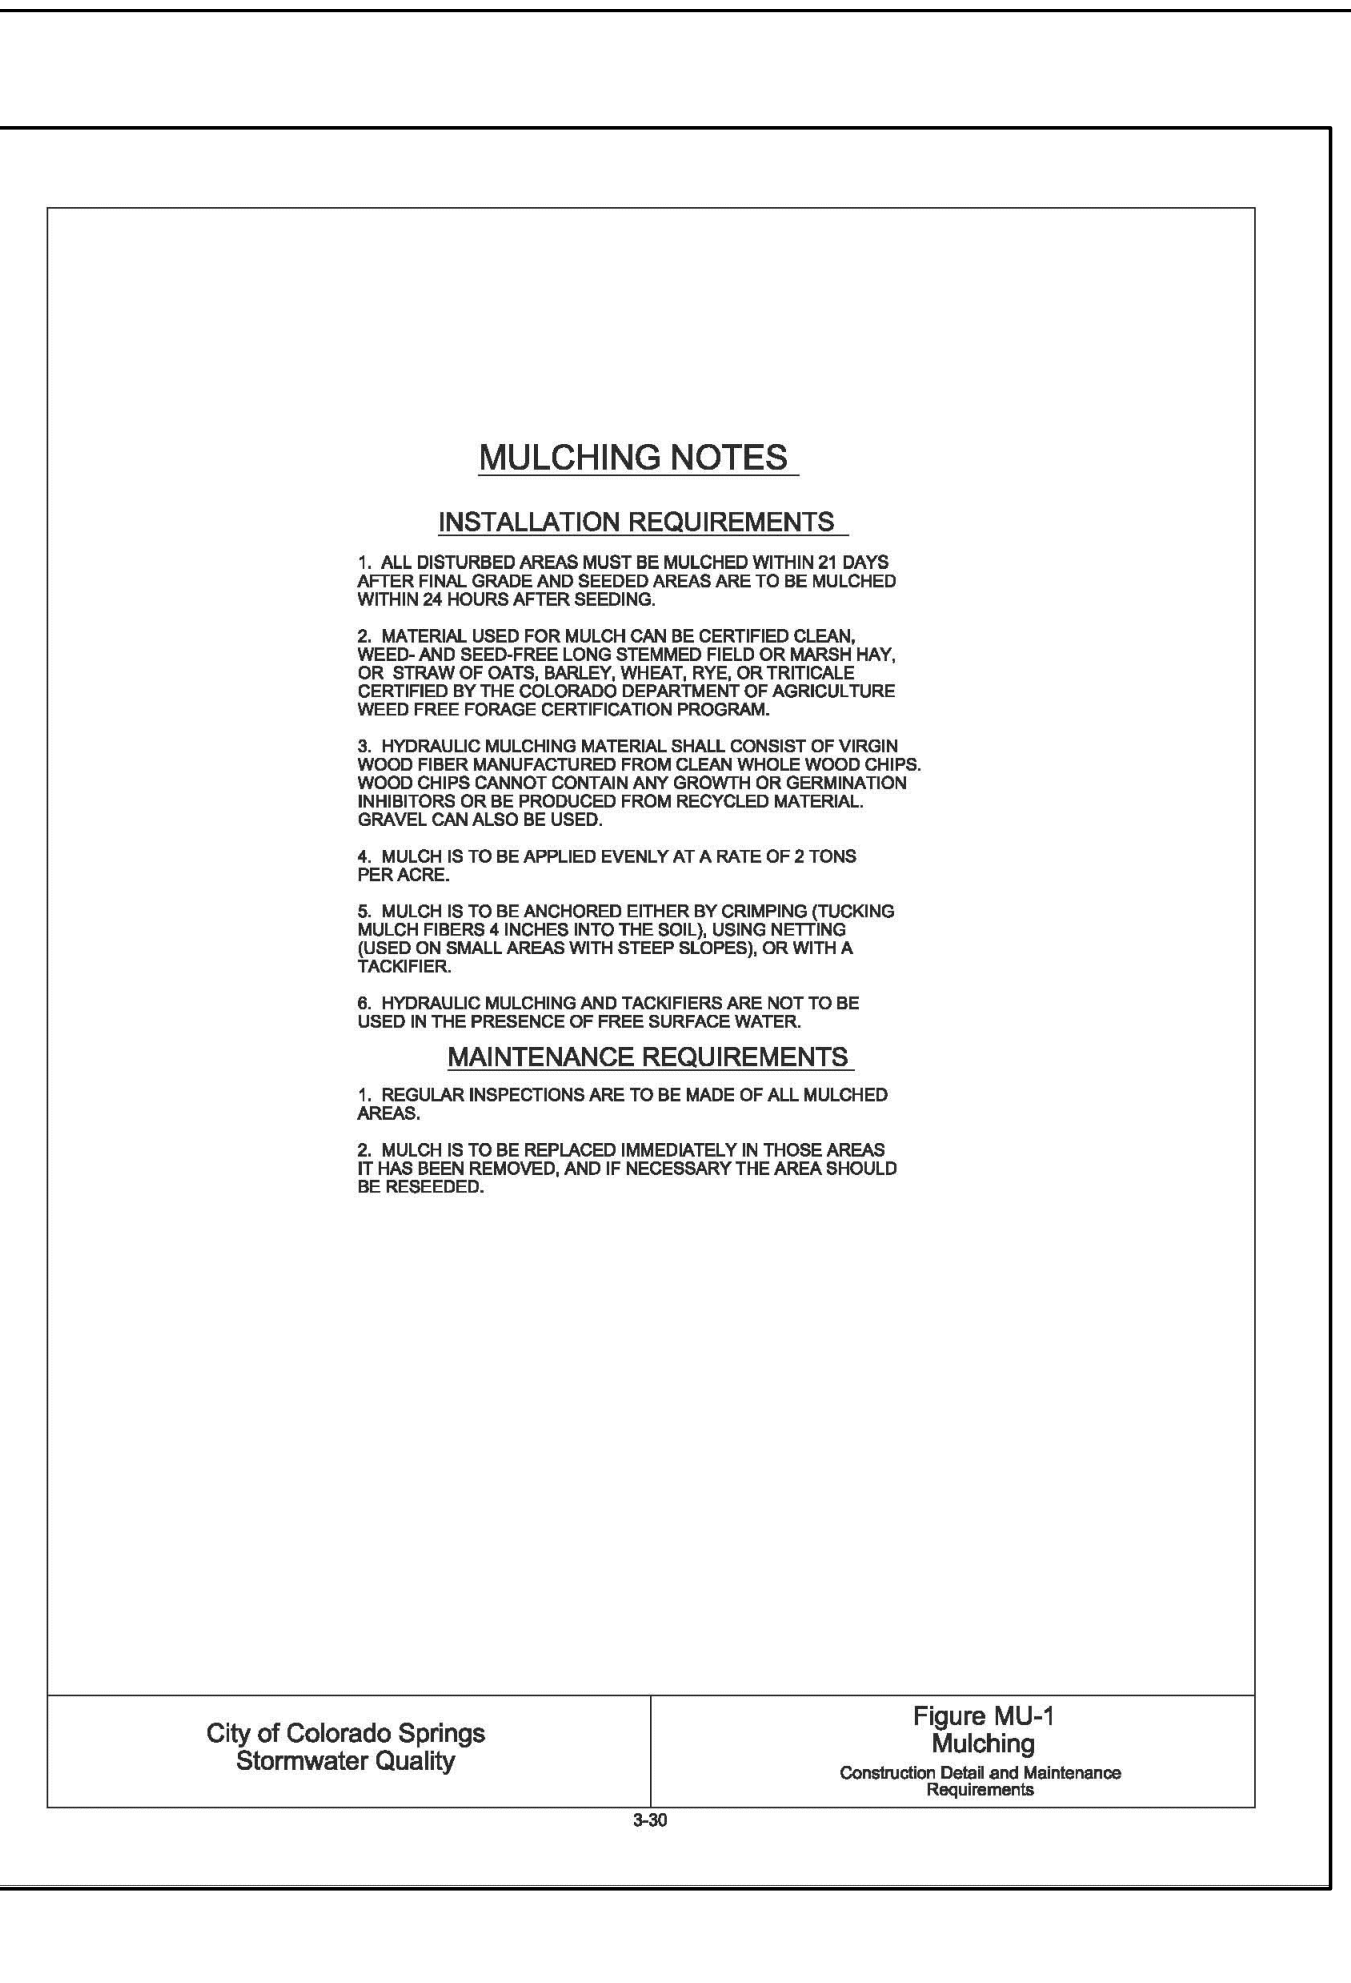 MULCHING NOTES
INSTALLATION REQUIREMENTS
1. ALL DISTURBED AREAS MUST BE MULCHED WITHIN 21 DAYS
AFTER FINAL GRADE AND SEEDED AREAS ARE TO BE MULCHED
WITHIN 24 HOURS AFTER SEEDING.
2. MATERIAL USED FOR MULCH CAN BE CERTIFIED CLEAN,
WEED- AND SEED-FREE LONG STEMMED FIELD OR MARSH HAY,
OR STRAW OF OATS, BARLEY, WHEAT, RYE, OR TRITICALE
CERTIFIED BY THE COLORADO DEPARTMENT OF AGRICULTURE
WEED FREE FORAGE CERTIFICATION PROGRAM.
3. HYDRAULIC MULCHING MATERIAL SHALL CONSIST OF VIRGIN
WOOD FIBER MANUFACTURED FROM CLEAN WHOLE WOOD CHIPS.
WOOD CHIPS CANNOT CONTAIN ANY GROWTH OR GERMINATION
INHIBITORS OR BE PRODUCED FROM RECYCLED MATERIAL.
GRAVEL CAN ALSO BE USED.
4. MULCH IS TO BE APPLIED EVENLY AT A RATE OF 2 TONS
PER ACRE.
5. MULCH IS TO BE ANCHORED EITHER BY CRIMPING (TUCKING
MULCH FIBERS 4 INCHES INTO THE SOIL), USING NETTING
(USED ON SMALL AREAS WITH STEEP SLOPES), OR WITH A
TACKIFIER.
6. HYDRAULIC MULCHING AND TACKIFIERS ARE NOT TO BE
USED IN THE PRESENCE OF FREE SURFACE WATER.
MAINTENANCE REQUIREMENTS
1. REGULAR INSPECTIONS ARE TO BE MADE OF ALL MULCHED
AREAS.
2. MULCH IS TO BE REPLACED IMMEDIATELY IN THOSE AREAS
IT HAS BEEN REMOVED, AND IF NECESSARY THE AREA SHOULD
BE RESEEDED.
City of Colorado Springs
Stormwater Quality
Figure MU-1
Mulching
Construction Detail and Maintenance
Requirements
3-30